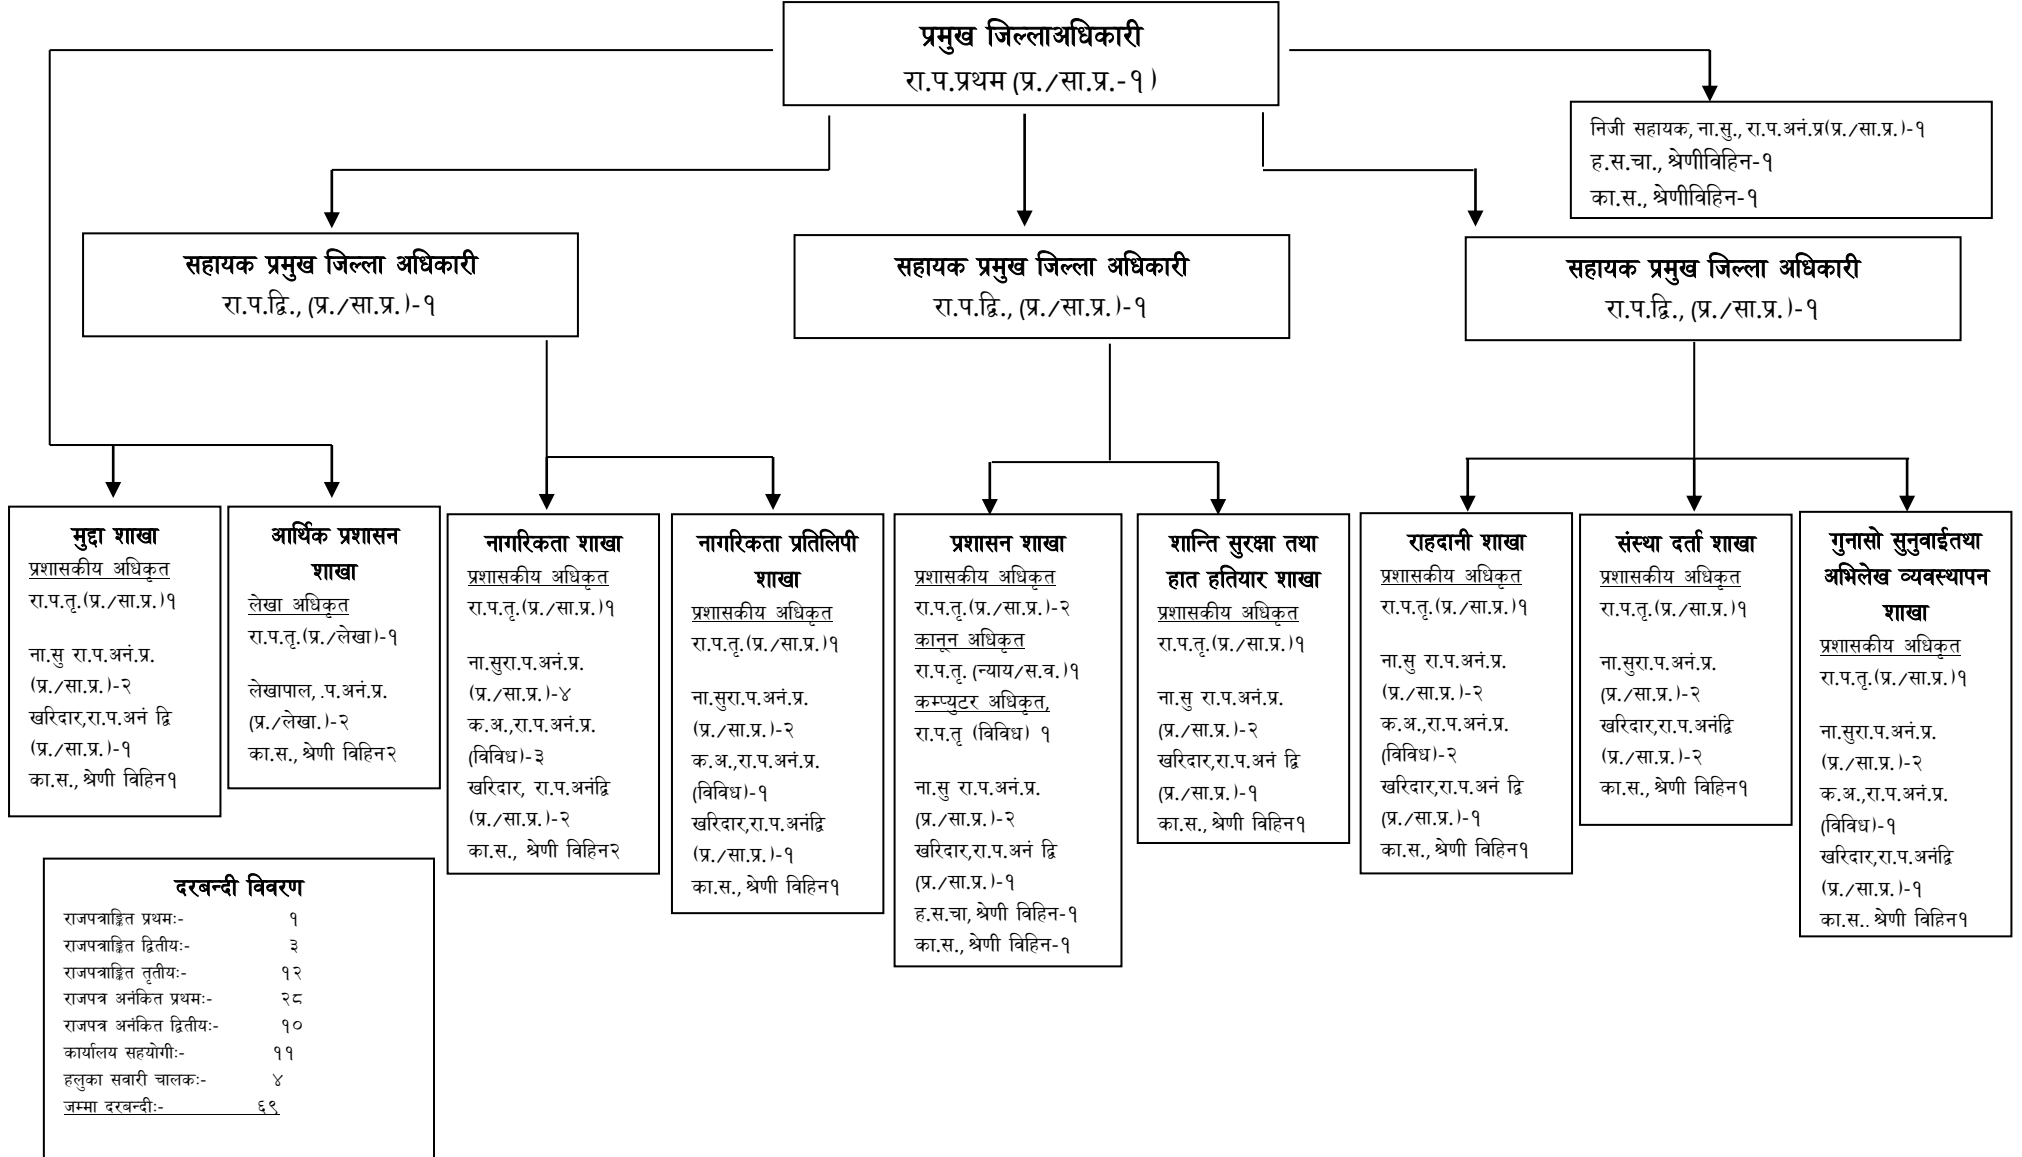 प्रमुख जिल्लाअधिकारी
रा.प.प्रथम (प्र./सा.प्र.-१)
निजी सहायक, ना.सु., रा.प.अनं.प्र(प्र./सा.प्र.)-१
ह.स.चा., श्रेणीविहिन-१
का.स., श्रेणीविहिन-१
सहायक प्रमुख जिल्ला अधिकारी
रा.प.द्वि., (प्र./सा.प्र.)-१
सहायक प्रमुख जिल्ला अधिकारी
रा.प.द्वि., (प्र./सा.प्र.)-१
सहायक प्रमुख जिल्ला अधिकारी
रा.प.द्वि., (प्र./सा.प्र.)-१
मुद्दा शाखा
प्रशासकीय अधिकृत
रा.प.तृ.(प्र./सा.प्र.)१
ना.सु रा.प.अनं.प्र.
(प्र./सा.प्र.)-२
खरिदार,रा.प.अनं द्वि
(प्र./सा.प्र.)-१
का.स., श्रेणी विहिन१
आर्थिक प्रशासन
शाखा
लेखा अधिकृत
रा.प.तृ.(प्र./लेखा)-१
लेखापाल, .प.अनं.प्र.
(प्र./लेखा.)-२
का.स., श्रेणी विहिन२
नागरिकता शाखा
प्रशासकीय अधिकृत
रा.प.तृ.(प्र./सा.प्र.)१
ना.सुरा.प.अनं.प्र.
(प्र./सा.प्र.)-४
क.अ.,रा.प.अनं.प्र.
(विविध)-३
खरिदार, रा.प.अनंद्वि
(प्र./सा.प्र.)-२
का.स., श्रेणी विहिन२
नागरिकता प्रतिलिपी
शाखा
प्रशासकीय अधिकृत
रा.प.तृ.(प्र./सा.प्र.)१
ना.सुरा.प.अनं.प्र.
(प्र./सा.प्र.)-२
क.अ.,रा.प.अनं.प्र.
(विविध)-१
खरिदार,रा.प.अनंद्वि
(प्र./सा.प्र.)-१
का.स., श्रेणी विहिन१
प्रशासन शाखा
प्रशासकीय अधिकृत
रा.प.तृ.(प्र./सा.प्र.)-२
कानून अधिकृत
रा.प.तृ. (न्याय/स.व.)१
कम्प्युटर अधिकृत,
रा.प.तृ (विविध) १
ना.सु रा.प.अनं.प्र.
(प्र./सा.प्र.)-२
खरिदार,रा.प.अनं द्वि
(प्र./सा.प्र.)-१
ह.स.चा, श्रेणी विहिन-१
का.स., श्रेणी विहिन-१
शान्ति सुरक्षा तथा
हात हतियार शाखा
प्रशासकीय अधिकृत
रा.प.तृ.(प्र./सा.प्र.)१
ना.सु रा.प.अनं.प्र.
(प्र./सा.प्र.)-२
खरिदार,रा.प.अनं द्वि
(प्र./सा.प्र.)-१
का.स., श्रेणी विहिन१
राहदानी शाखा
प्रशासकीय अधिकृत
रा.प.तृ.(प्र./सा.प्र.)१
ना.सु रा.प.अनं.प्र.
(प्र./सा.प्र.)-२
क.अ.,रा.प.अनं.प्र.
(विविध)-२
खरिदार,रा.प.अनं द्वि
(प्र./सा.प्र.)-१
का.स., श्रेणी विहिन१
संस्था दर्ता शाखा
प्रशासकीय अधिकृत
रा.प.तृ.(प्र./सा.प्र.)१
ना.सुरा.प.अनं.प्र.
(प्र./सा.प्र.)-२
खरिदार,रा.प.अनंद्वि
(प्र./सा.प्र.)-२
का.स., श्रेणी विहिन१
गुनासो सुनुवाईतथा
अभिलेख व्यवस्थापन
शाखा
प्रशासकीय अधिकृत
रा.प.तृ.(प्र./सा.प्र.)१
ना.सुरा.प.अनं.प्र.
(प्र./सा.प्र.)-२
क.अ.,रा.प.अनं.प्र.
(विविध)-१
खरिदार,रा.प.अनंद्वि
(प्र./सा.प्र.)-१
का.स.. श्रेणी विहिन१
दरबन्दी विवरण
राजपत्राङ्कित प्रथमः- १
राजपत्राङ्कित द्वितीयः- ३
राजपत्राङ्कित तृतीयः- १२
राजपत्र अनंकित प्रथमः- २८
राजपत्र अनंकित द्वितीयः- १०
कार्यालय सहयोगीः- ११
हलुका सवारी चालकः- ४
जम्मा दरबन्दीः- ६९